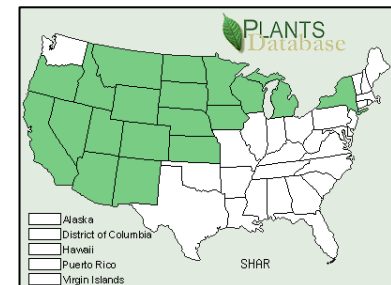 PLANTS
Database
Alaska
District of Columbia
Hawaii
Puerto Rico
Virgin Islands
SHAR